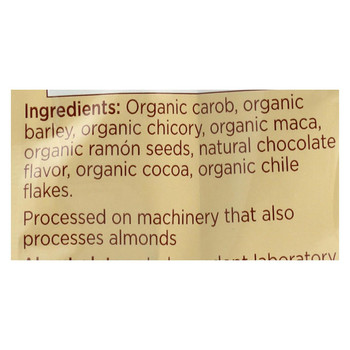 Ingredients: Organic carob, organic
barley, organic chicory, organic maca,
organic ramón seeds, natural chocolate
flavor, organic cocoa, organic chile
flakes.
Processed on machinery that also
processes almonds
laboratory